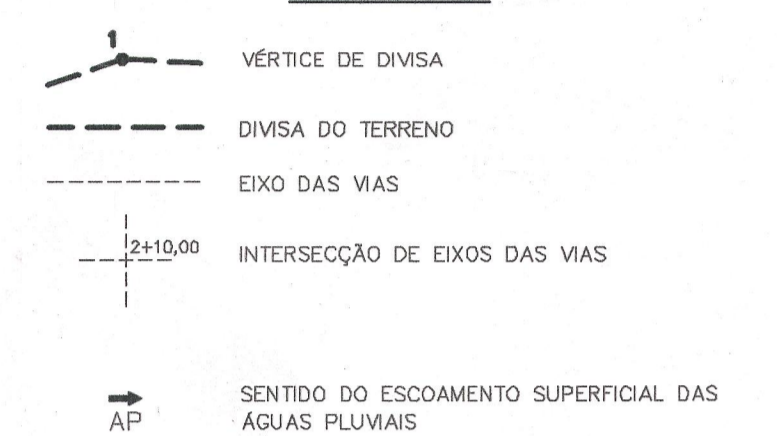 1
VÉRTICE DE DIVISA
DIVISA DO TERRENO
EIXO DAS VIAS
2+10,00
INTERSECÇÃO DE EIXOS DAS VIAS
SENTIDO DO ESCOAMENTO SUPERFICIAL DAS
AP ÁGUAS PLUVIAIS